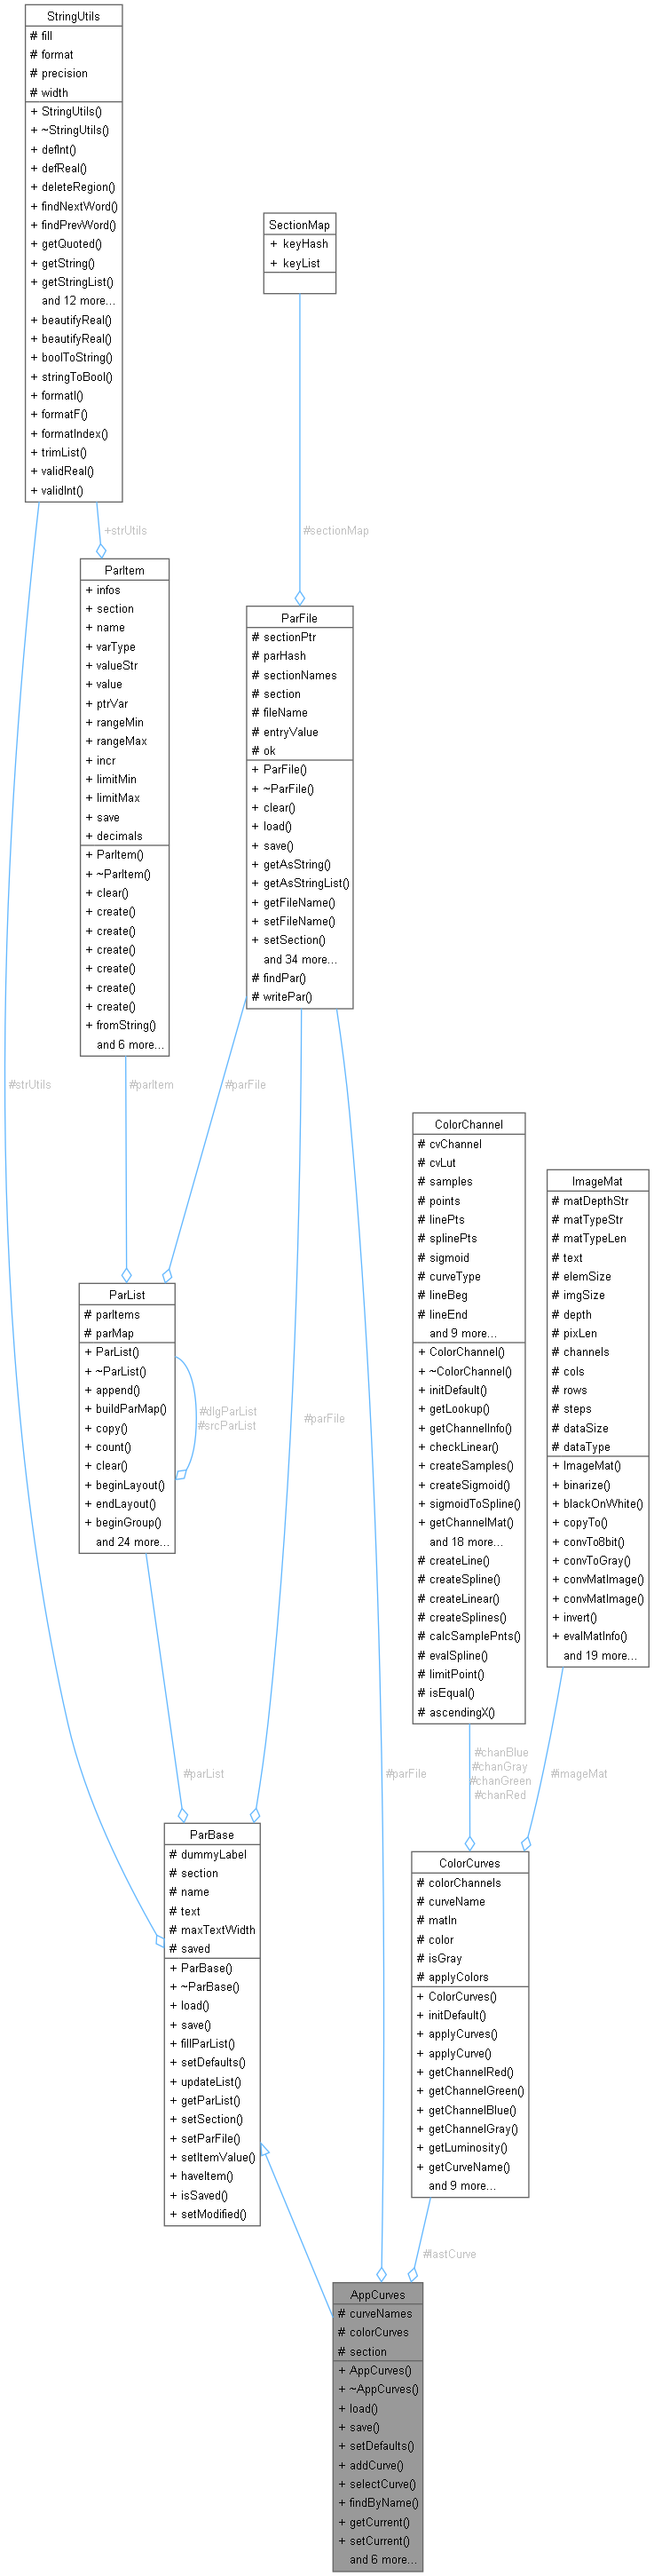 StringUtils
# fill
# format
# precision
# width
+ StringUtils()
+ ~StringUtils()
+ defInt()
+ defReal()
+ deleteRegion()
+ findNextWord()
+ findPrevWord()
+ getQuoted()
+ getString()
+ getStringList()
and 12 more...
+ beautifyReal()
+ beautifyReal()
+ boolToString()
+ stringToBool()
+ formatI()
+ formatF()
+ formatIndex()
+ trimList()
+ validReal()
+ validInt()
SectionMap
+ keyHash
+ keyList
+strUtils
#sectionMap
ParItem
+ infos
+ section
+ name
+ varType
+ valueStr
+ value
+ ptrVar
+ rangeMin
+ rangeMax
+ incr
+ limitMin
+ limitMax
+ save
+ decimals
+ ParItem()
+ ~ParItem()
+ clear()
+ create()
+ create()
+ create()
+ create()
+ create()
+ create()
+ fromString()
and 6 more...
ParFile
# sectionPtr
# parHash
# sectionNames
# section
# fileName
# entryValue
# ok
+ ParFile()
+ ~ParFile()
+ clear()
+ load()
+ save()
+ getAsString()
+ getAsStringList()
+ getFileName()
+ setFileName()
+ setSection()
and 34 more...
# findPar()
# writePar()
#strUtils
#parItem
#parFile
ColorChannel
# cvChannel
# cvLut
# samples
# points
# linePts
# splinePts
# sigmoid
# curveType
# lineBeg
# lineEnd
and 9 more...
+ ColorChannel()
+ ~ColorChannel()
+ initDefault()
+ getLookup()
+ getChannelInfo()
+ checkLinear()
+ createSamples()
+ createSigmoid()
+ sigmoidToSpline()
+ getChannelMat()
and 18 more...
# createLine()
# createSpline()
# createLinear()
# createSplines()
# calcSamplePnts()
# evalSpline()
# limitPoint()
# isEqual()
# ascendingX()
ImageMat
# matDepthStr
# matTypeStr
# matTypeLen
# text
# elemSize
# imgSize
# depth
# pixLen
# channels
# cols
# rows
# steps
# dataSize
# dataType
+ ImageMat()
+ binarize()
+ blackOnWhite()
+ copyTo()
+ convTo8bit()
+ convToGray()
+ convMatImage()
+ convMatImage()
+ invert()
+ evalMatInfo()
and 19 more...
ParList
# parItems
# parMap
+ ParList()
+ ~ParList()
+ append()
+ buildParMap()
+ copy()
+ count()
+ clear()
+ beginLayout()
+ endLayout()
+ beginGroup()
and 24 more...
#dlgParList
#srcParList
#parFile
#parList
#parFile
#chanBlue
#chanGray
#chanGreen
#chanRed
#imageMat
ParBase
# dummyLabel
# section
# name
# text
# maxTextWidth
# saved
+ ParBase()
+ ~ParBase()
+ load()
+ save()
+ fillParList()
+ setDefaults()
+ updateList()
+ getParList()
+ setSection()
+ setParFile()
+ setItemValue()
+ haveItem()
+ isSaved()
+ setModified()
ColorCurves
# colorChannels
# curveName
# matIn
# color
# isGray
# applyColors
+ ColorCurves()
+ initDefault()
+ applyCurves()
+ applyCurve()
+ getChannelRed()
+ getChannelGreen()
+ getChannelBlue()
+ getChannelGray()
+ getLuminosity()
+ getCurveName()
and 9 more...
#lastCurve
AppCurves
# curveNames
# colorCurves
# section
+ AppCurves()
+ ~AppCurves()
+ load()
+ save()
+ setDefaults()
+ addCurve()
+ selectCurve()
+ findByName()
+ getCurrent()
+ setCurrent()
and 6 more...